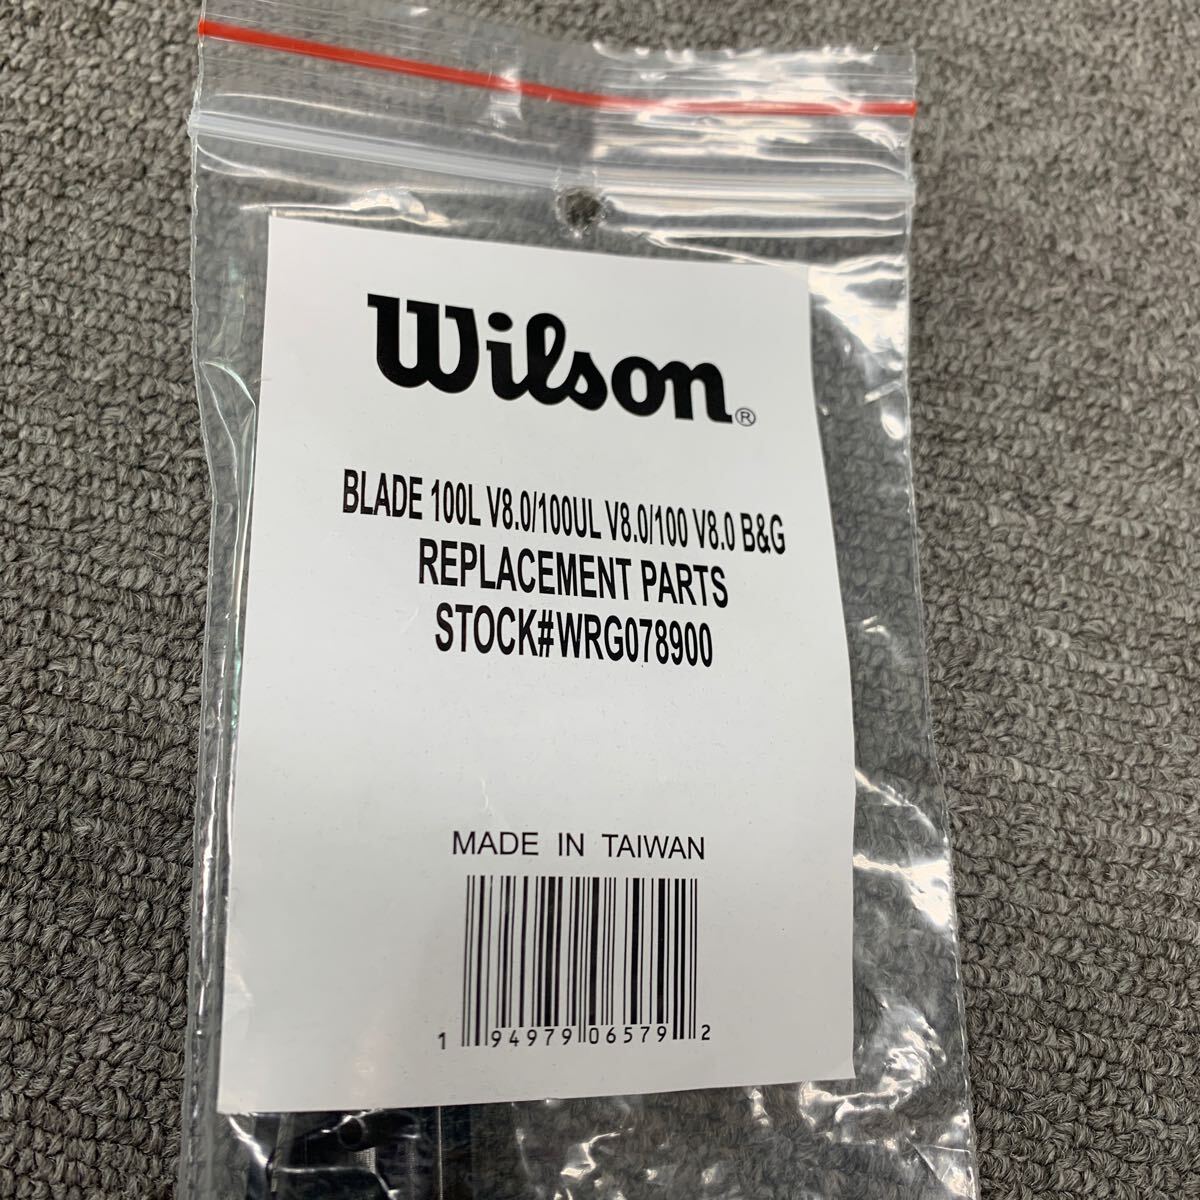 Wilson®
BLADE 100L V8.0/100UL V8.0/100 V8.0 B&G
REPLACEMENT PARTS
STOCK#WRG078900
MADE IN TAIWAN
1 94979 06579 2